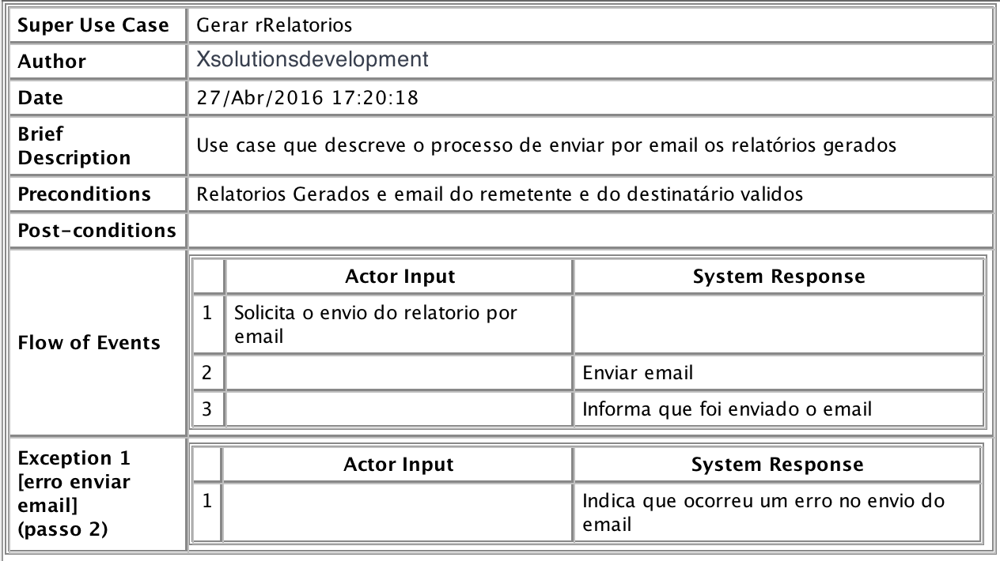 Super Use Case Gerar rRelatorios
Author Xsolutionsdevelopment
Date 27/Abr/2016 17:20:18
Brief
Description
Use case que descreve o processo de enviar por email os relatórios gerados
Preconditions Relatorios Gerados e email do remetente e do destinatário validos
Post-conditions
Flow of Events
Actor Input System Response
1 Solicita o envio do relatorio por
email
2 Enviar email
3 Informa que foi enviado o email
Exception 1
[erro enviar
email]
(passo 2)
Actor Input System Response
1 Indica que ocorreu um erro no envio do
email